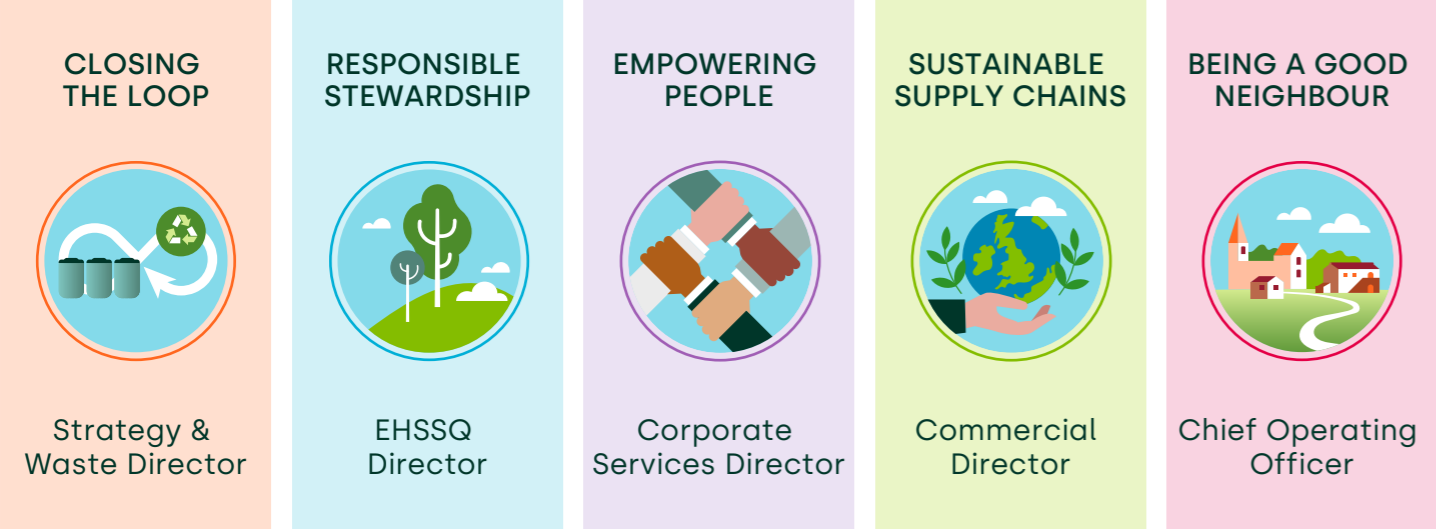 CLOSING
THE LOOP
Strategy &
Waste Director
RESPONSIBLE
STEWARDSHIP
EHSSQ
Director
EMPOWERING
PEOPLE
Corporate
Services Director
SUSTAINABLE
SUPPLY CHAINS
Commercial
Director
BEING A GOOD
NEIGHBOUR
Chief Operating
Officer